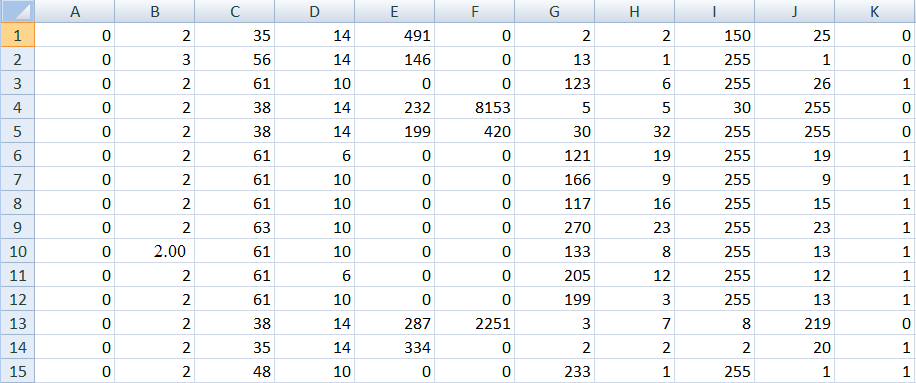 A B C D E F G H I J K
1 0 2 35 14 491 0 2 2 150 25 0
2 0 3 56 14 146 0 13 1 255 1 0
3 0 2 61 10 0 0 123 6 255 26 1
4 0 2 38 14 232 8153 5 5 30 255 0
5 0 2 38 14 199 420 30 32 255 255 0
6 0 2 61 6 0 0 121 19 255 19 1
7 0 2 61 10 0 0 166 9 255 9 1
8 0 2 61 10 0 0 117 16 255 15 1
9 0 2 63 10 0 0 270 23 255 23 1
10 0 2.00 61 10 0 0 133 8 255 13 1
11 0 2 61 6 0 0 205 12 255 12 1
12 0 2 61 10 0 0 199 3 255 13 1
13 0 2 38 14 287 2251 3 7 8 219 0
14 0 2 35 14 334 0 2 2 2 20 1
15 0 2 48 10 0 0 233 1 255 1 1